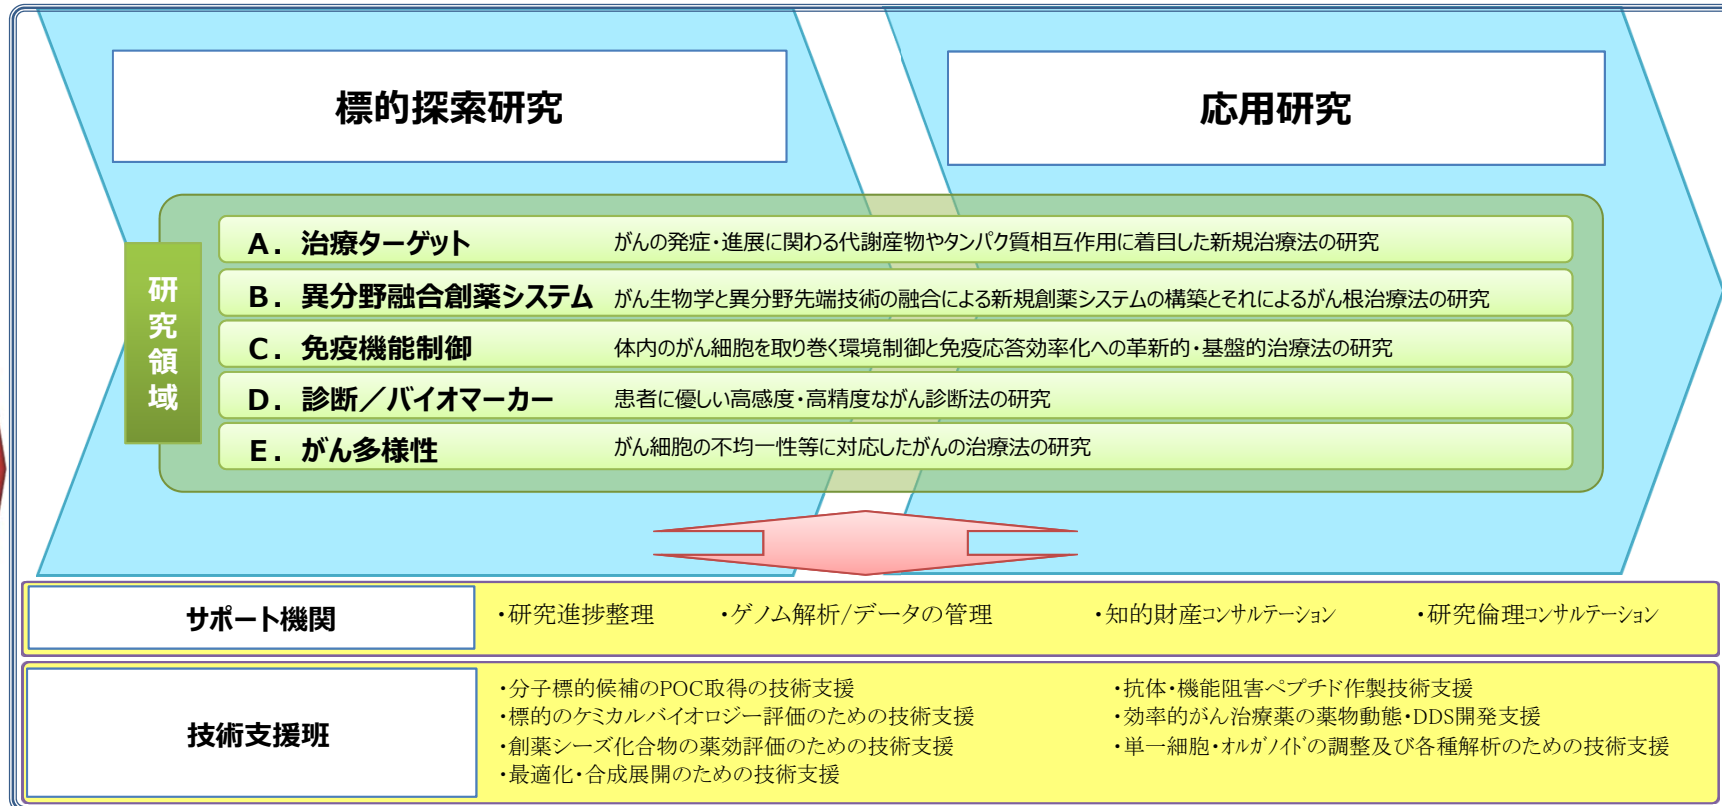 標的探索研究
応用研究
研究領域
A．治療ターゲット　がんの発症・進展に関わる代謝産物やタンパク質相互作用に着目した新規治療法の研究
B．異分野融合創薬システム　がん生物学と異分野先端技術の融合による新規創薬システムの構築とそれによるがん根治療法の研究
C．免疫機能制御　体内のがん細胞を取り巻く環境制御と免疫応答効率化への革新的・基盤的治療法の研究
D．診断／バイオマーカー　患者に優しい高感度・高精度ながん診断法の研究
E．がん多様性　がん細胞の不均一性等に対応したがんの治療法の研究
サポート機関
・研究進捗整理　・ゲノム解析/データの管理　・知的財産コンサルテーション　・研究倫理コンサルテーション
技術支援班
・分子標的候補のPOC取得の技術支援
・標的のケミカルバイオロジー評価のための技術支援
・創薬シーズ化合物の薬効評価のための技術支援
・最適化・合成展開のための技術支援
・抗体・機能阻害ペプチド作製技術支援
・効率的がん治療薬の薬物動態・DDS開発支援
・単一細胞・オルガノイドの調整及び各種解析のための技術支援